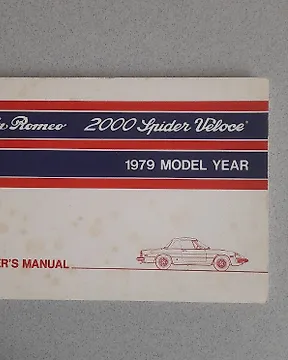 a Romeo 2000 Spider Veloce
1979 MODEL YEAR
ER'S MANUAL